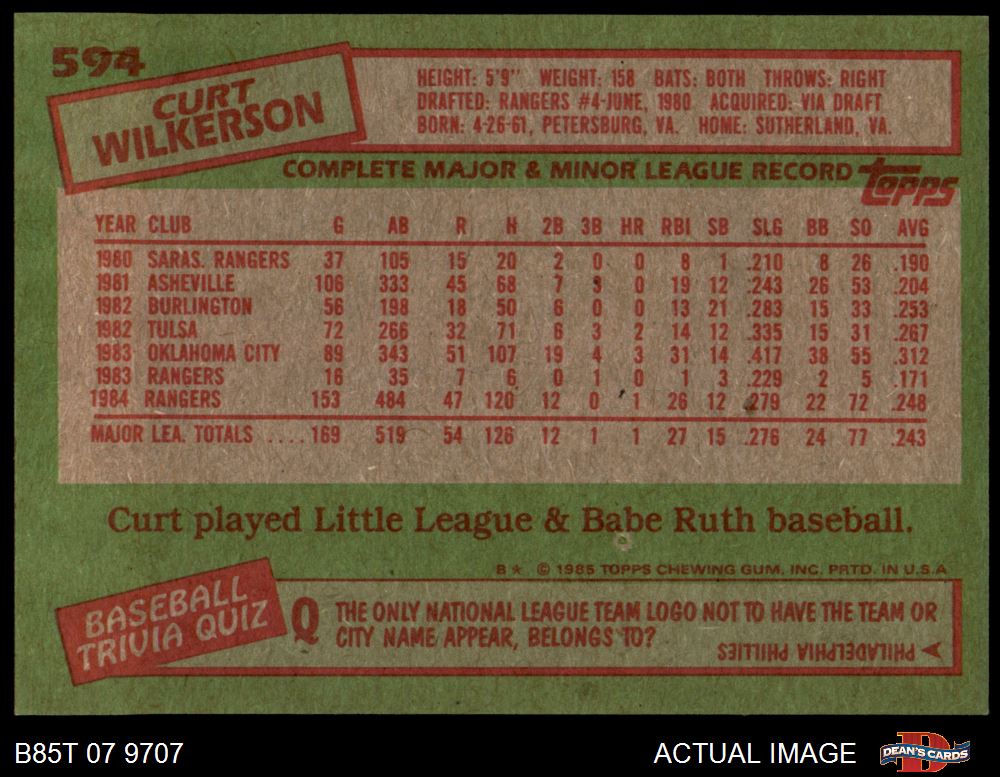 594
CURT
WILKERSON
HEIGHT: 5'9" WEIGHT: 158 BATS: BOTH THROWS: RIGHT
DRAFTED: RANGERS #4-JUNE, 1980 ACQUIRED: VIA DRAFT
BORN: 4-26-61, PETERSBURG, VA. HOME: SUTHERLAND, VA.
COMPLETE MAJOR & MINOR LEAGUE RECORD topps
YEAR CLUB G AB R H 2B 3B HR RBI SB SLG BB SO AVG
1980 SARAS. RANGERS 37 105 15 20 2 0 0 8 1 .210 8 26 .190
1981 ASHEVILLE 106 333 45 68 7 3 0 19 12 .243 26 53 .204
1982 BURLINGTON 56 198 18 50 6 0 0 13 21 .283 15 33 .253
1982 TULSA 72 266 32 71 6 3 2 14 12 .335 15 31 .267
1983 OKLAHOMA CITY 89 343 51 107 19 4 3 31 14 .417 38 55 .312
1983 RANGERS 16 35 7 6 0 1 0 1 3 .229 2 5 .171
1984 RANGERS 153 484 47 120 12 0 1 26 12 .279 22 72 .248
MAJOR LEA. TOTALS ....169 519 54 126 12 1 1 27 15 .276 24 77 .243
Curt played Little League & Babe Ruth baseball.
B★ © 1985 TOPPS CHEWING GUM, INC. PRTD. IN U.S.A
BASEBALL
TRIVIA QUIZ
Q THE ONLY NATIONAL LEAGUE TEAM LOGO NOT TO HAVE THE TEAM OR
CITY NAME APPEAR, BELONGS TO?
A PHILADELPHIA PHILLIES
B85T 07 9707 ACTUAL IMAGE D DEAN'S CARDS